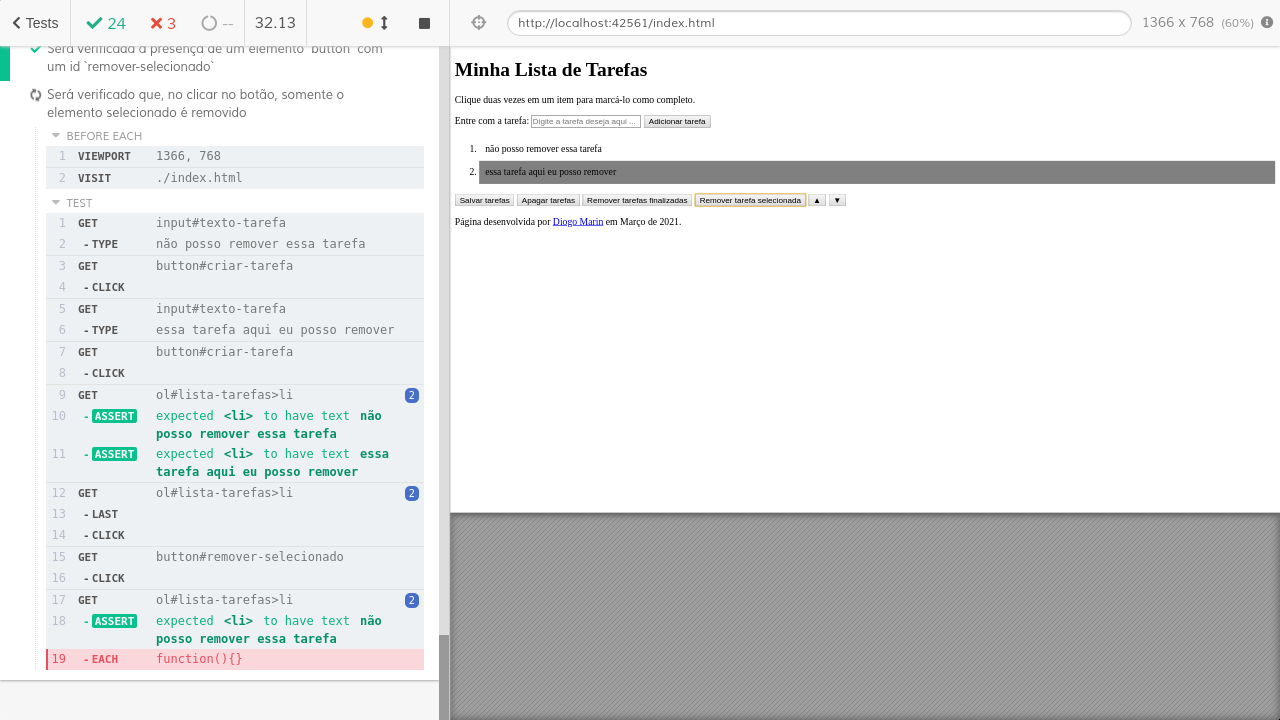 Tests
24
3
--
32.13
http://localhost:42561/index.html
1366 x 768 (60%)
Será verificada a presença de um elemento `button` com
um id `remover-selecionado`
Será verificado que, no clicar no botão, somente o
elemento selecionado é removido
BEFORE EACH
1 VIEWPORT 1366, 768
2 VISIT ./index.html
TEST
1 GET input#texto-tarefa
2 -TYPE não posso remover essa tarefa
3 GET button#criar-tarefa
4 -CLICK
5 GET input#texto-tarefa
6 -TYPE essa tarefa aqui eu posso remover
7 GET button#criar-tarefa
8 -CLICK
9 GET ol#lista-tarefas>li 2
10 -ASSERT expected <li> to have text não
posso remover essa tarefa
11 -ASSERT expected <li> to have text essa
tarefa aqui eu posso remover
12 GET ol#lista-tarefas>li 2
13 -LAST
14 -CLICK
15 GET button#remover-selecionado
16 -CLICK
17 GET ol#lista-tarefas>li 2
18 -ASSERT expected <li> to have text não
posso remover essa tarefa
19 -EACH function(){}
Minha Lista de Tarefas
Clique duas vezes em um item para marcá-lo como completo.
Entre com a tarefa: Digite a tarefa deseja aqui ... Adicionar tarefa
1. não posso remover essa tarefa
2. essa tarefa aqui eu posso remover
Salvar tarefas Apagar tarefas Remover tarefas finalizadas Remover tarefa selecionada ▲ ▼
Página desenvolvida por Diogo Marin em Março de 2021.